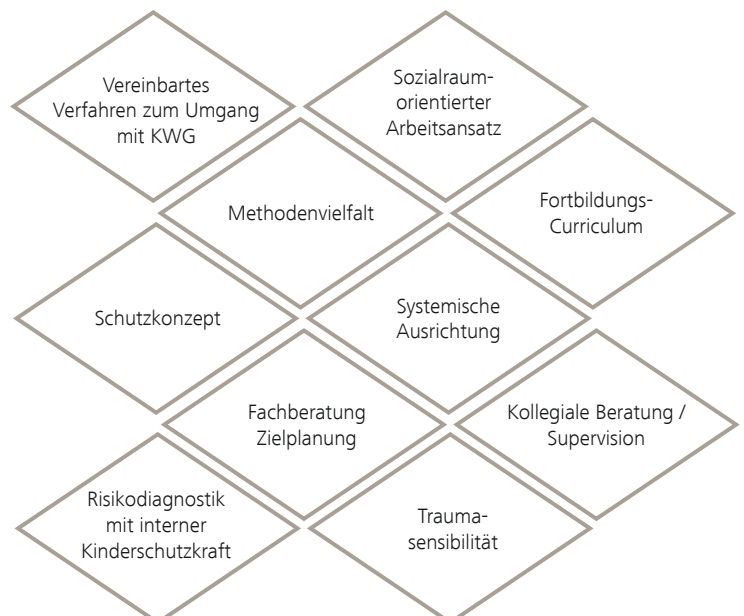 Vereinbartes
Verfahren zum Umgang
mit KWG
Sozialraum-
orientierter
Arbeitsansatz
Methodenvielfalt
Fortbildungs-
Curriculum
Schutzkonzept
Systemische
Ausrichtung
Fachberatung
Zielplanung
Kollegiale Beratung /
Supervision
Risikodiagnostik
mit interner
Kinderschutzkraft
Trauma-
sensibilität